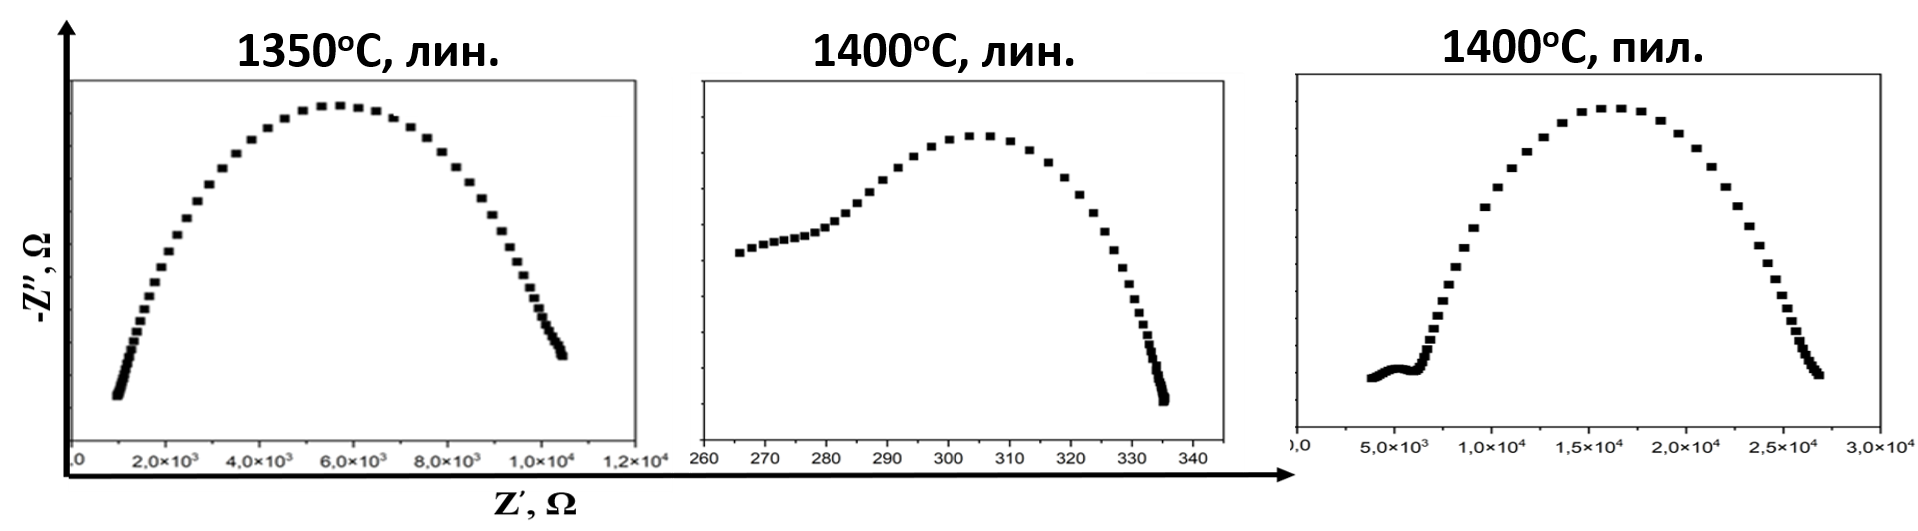 1350°C, лин.
1400°C, лин.
1400°C, пил.
-Z″, Ω
,0 2,0×10³ 4,0×10³ 6,0×10³ 8,0×10³ 1,0×10⁴ 1,2×10⁴
260 270 280 290 300 310 320 330 340
0,0 5,0×10³ 1,0×10⁴ 1,5×10⁴ 2,0×10⁴ 2,5×10⁴ 3,0×10⁴
Z′, Ω